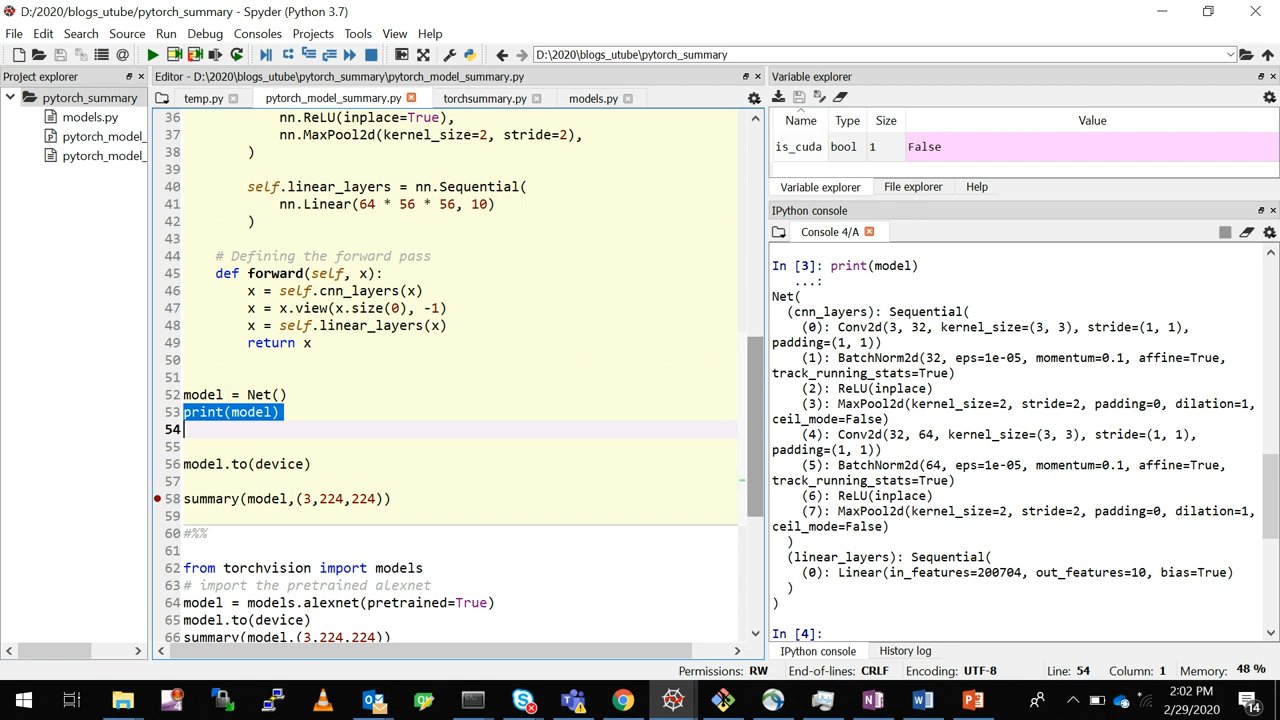 D:/2020/blogs_utube/pytorch_summary - Spyder (Python 3.7)
File Edit Search Source Run Debug Consoles Projects Tools View Help
D:\2020\blogs_utube\pytorch_summary
Project explorer
pytorch_summary
models.py
pytorch_model_
pytorch_model_
Editor - D:\2020\blogs_utube\pytorch_summary\pytorch_model_summary.py
temp.py pytorch_model_summary.py torchsummary.py models.py
36 nn.ReLU(inplace=True),
37 nn.MaxPool2d(kernel_size=2, stride=2),
38 )
39
40 self.linear_layers = nn.Sequential(
41 nn.Linear(64 * 56 * 56, 10)
42 )
43
44 # Defining the forward pass
45 def forward(self, x):
46 x = self.cnn_layers(x)
47 x = x.view(x.size(0), -1)
48 x = self.linear_layers(x)
49 return x
50
51
52 model = Net()
53 print(model)
54
55
56 model.to(device)
57
58 summary(model,(3,224,224))
59
60 #%%
61
62 from torchvision import models
63 # import the pretrained alexnet
64 model = models.alexnet(pretrained=True)
65 model.to(device)
66 summary(model,(3,224,224))
Variable explorer
Name Type Size Value
is_cuda bool 1 False
Variable explorer File explorer Help
IPython console
Console 4/A
In [3]: print(model)
...:
Net(
(cnn_layers): Sequential(
(0): Conv2d(3, 32, kernel_size=(3, 3), stride=(1, 1),
padding=(1, 1))
(1): BatchNorm2d(32, eps=1e-05, momentum=0.1, affine=True,
track_running_stats=True)
(2): ReLU(inplace)
(3): MaxPool2d(kernel_size=2, stride=2, padding=0, dilation=1,
ceil_mode=False)
(4): Conv2d(32, 64, kernel_size=(3, 3), stride=(1, 1),
padding=(1, 1))
(5): BatchNorm2d(64, eps=1e-05, momentum=0.1, affine=True,
track_running_stats=True)
(6): ReLU(inplace)
(7): MaxPool2d(kernel_size=2, stride=2, padding=0, dilation=1,
ceil_mode=False)
)
(linear_layers): Sequential(
(0): Linear(in_features=200704, out_features=10, bias=True)
)
)
In [4]:
IPython console History log
Permissions: RW End-of-lines: CRLF Encoding: UTF-8 Line: 54 Column: 1 Memory: 48 %
2:02 PM
2/29/2020
14